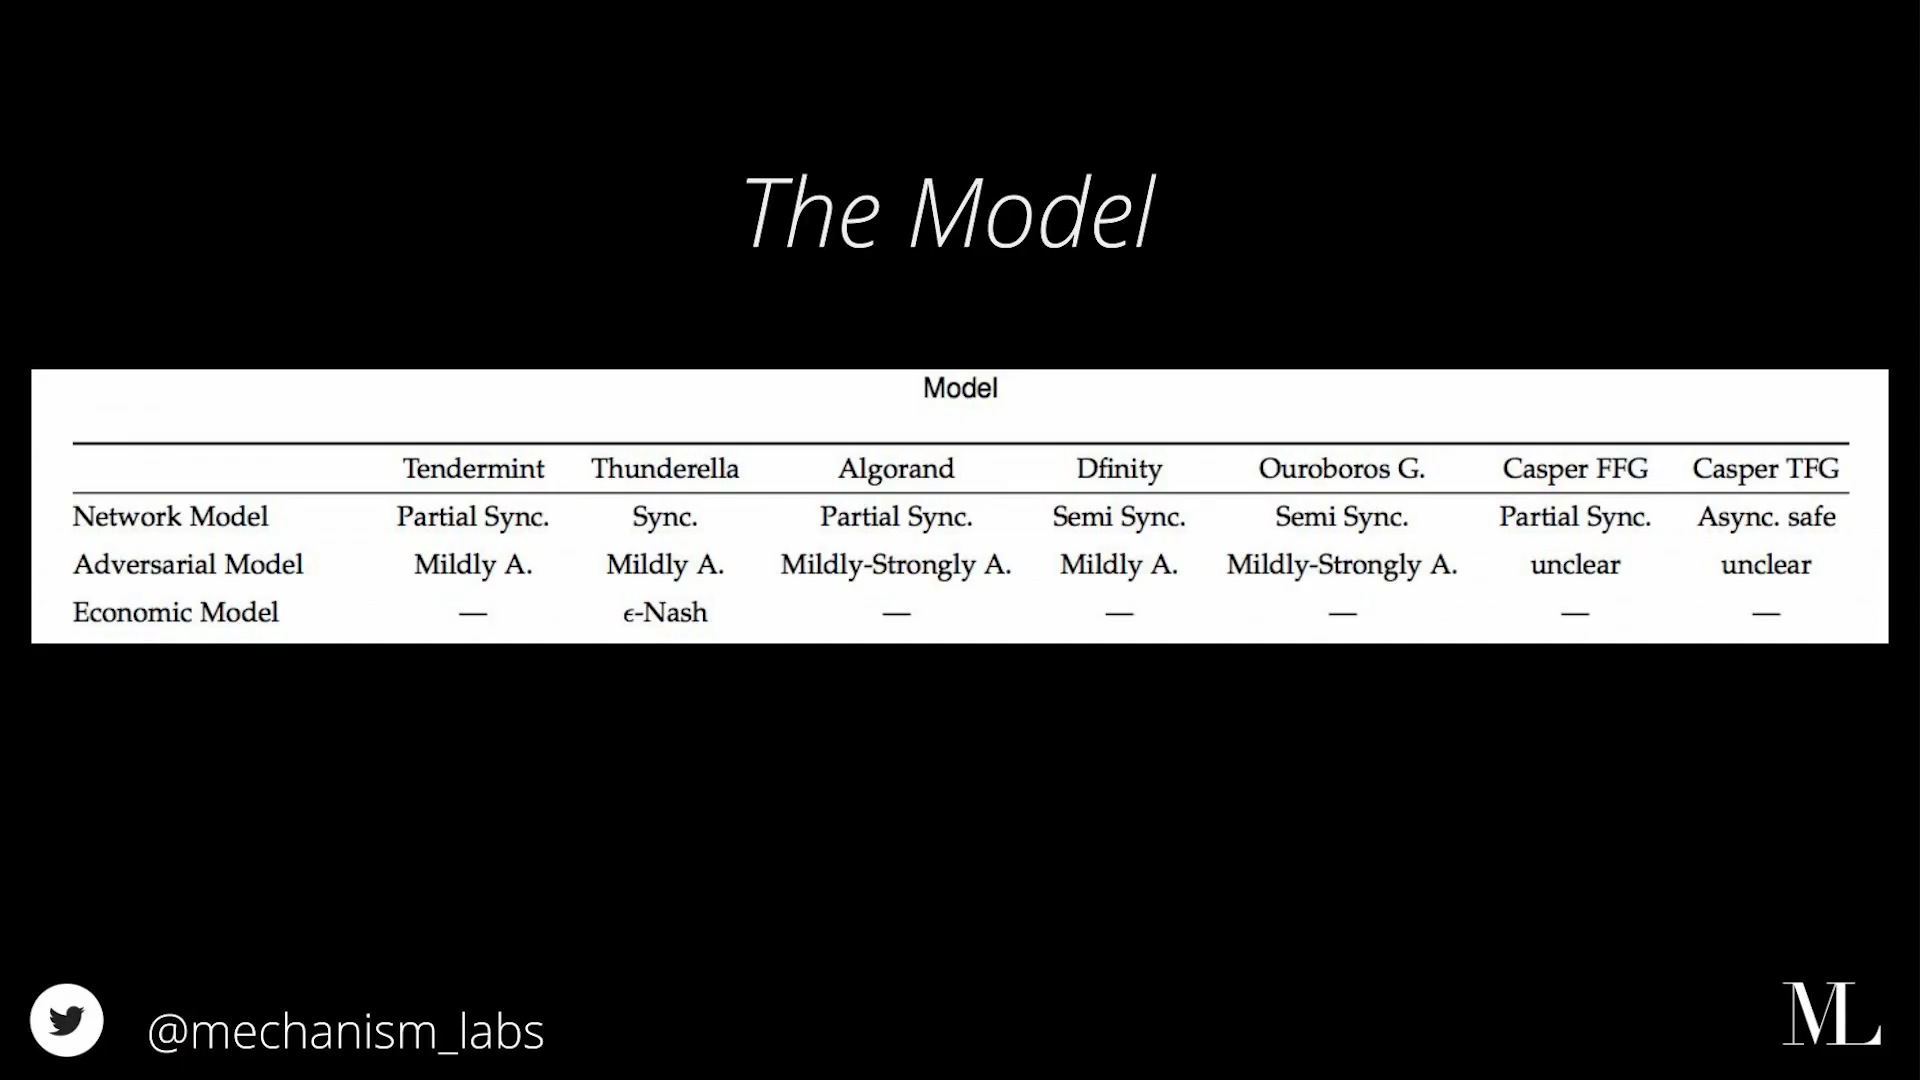 The Model
Model
Tendermint Thunderella Algorand Dfinity Ouroboros G. Casper FFG Casper TFG
Network Model Partial Sync. Sync. Partial Sync. Semi Sync. Semi Sync. Partial Sync. Async. safe
Adversarial Model Mildly A. Mildly A. Mildly-Strongly A. Mildly A. Mildly-Strongly A. unclear unclear
Economic Model — ϵ-Nash — — — — —
@mechanism_labs
ML